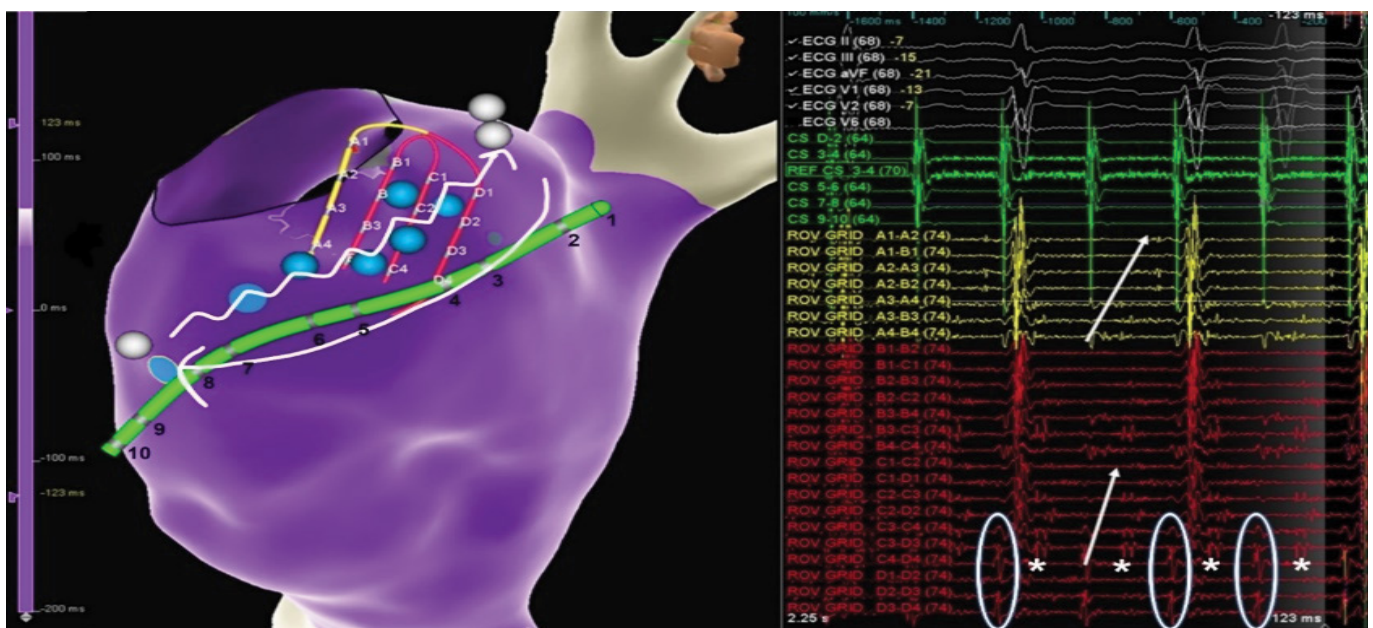 123 ms
100 ms
0 ms
-100 ms
-123 ms
-200 ms
A1
A2
A3
A4
B1
B
B3
C1
C2
C4
D1
D2
D3
D4
1
2
3
4
5
6
7
8
9
10
-1600 ms
-1400
-1200
-1000
-800
-600
-400
-200
-123 ms
✓ ECG II (68) -7
✓ ECG III (68) -15
✓ ECG aVF (68) -21
✓ ECG V1 (68) -13
✓ ECG V2 (68) -7
ECG V6 (68)
CS D-2 (64)
CS 3-4 (64)
REF CS 3-4 (70)
CS 5-6 (64)
CS 7-8 (64)
CS 9-10 (64)
ROV GRID A1-A2 (74)
ROV GRID A1-B1 (74)
ROV GRID A2-A3 (74)
ROV GRID A2-B2 (74)
ROV GRID A3-A4 (74)
ROV GRID A3-B3 (74)
ROV GRID A4-B4 (74)
ROV GRID B1-B2 (74)
ROV GRID B1-C1 (74)
ROV GRID B2-B3 (74)
ROV GRID B2-C2 (74)
ROV GRID B3-B4 (74)
ROV GRID B3-C3 (74)
ROV GRID B4-C4 (74)
ROV GRID C1-C2 (74)
ROV GRID C1-D1 (74)
ROV GRID C2-C3 (74)
ROV GRID C2-D2 (74)
ROV GRID C3-C4 (74)
ROV GRID C3-D3 (74)
ROV GRID C4-D4 (74)
ROV GRID D1-D2 (74)
ROV GRID D2-D3 (74)
ROV GRID D3-D4 (74)
* * * *
2.25 s
123 ms